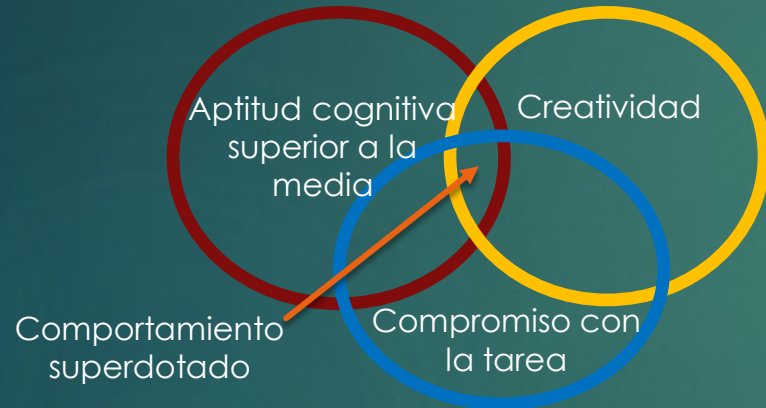 Aptitud cognitiva
superior a la
media
Creatividad
Comportamiento
superdotado
Compromiso con
la tarea